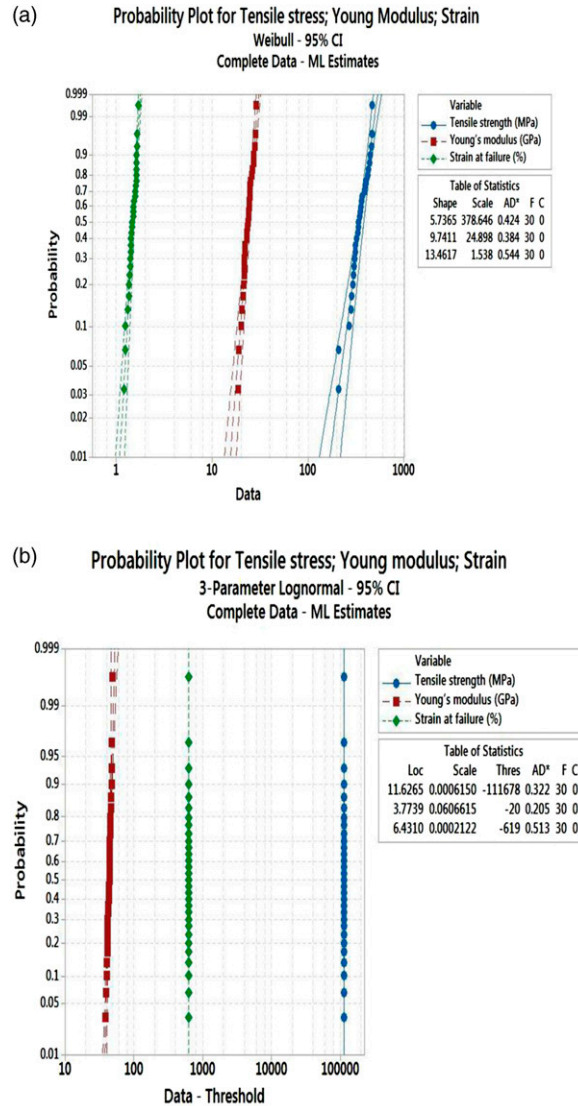 (a)
Probability Plot for Tensile stress; Young Modulus; Strain
Weibull - 95% CI
Complete Data - ML Estimates
0.999
0.99
0.9
0.8
0.7
0.6
0.5
0.4
0.3
0.2
0.1
0.05
0.03
0.02
0.01
Probability
1 10 100 1000
Data
Variable
Tensile strength (MPa)
Young's modulus (GPa)
Strain at failure (%)
Table of Statistics
Shape Scale AD* F C
5.7365 378.646 0.424 30 0
9.7411 24.898 0.384 30 0
13.4617 1.538 0.544 30 0
(b)
Probability Plot for Tensile stress; Young modulus; Strain
3-Parameter Lognormal - 95% CI
Complete Data - ML Estimates
0.999
0.99
0.95
0.9
0.8
0.7
0.6
0.5
0.4
0.3
0.2
0.1
0.05
0.01
Probability
10 100 1000 10000 100000
Data - Threshold
Variable
Tensile strength (MPa)
Young's modulus (GPa)
Strain at failure (%)
Table of Statistics
Loc Scale Thres AD* F C
11.6265 0.0006150 -111678 0.322 30 0
3.7739 0.0606615 -20 0.205 30 0
6.4310 0.0002122 -619 0.513 30 0